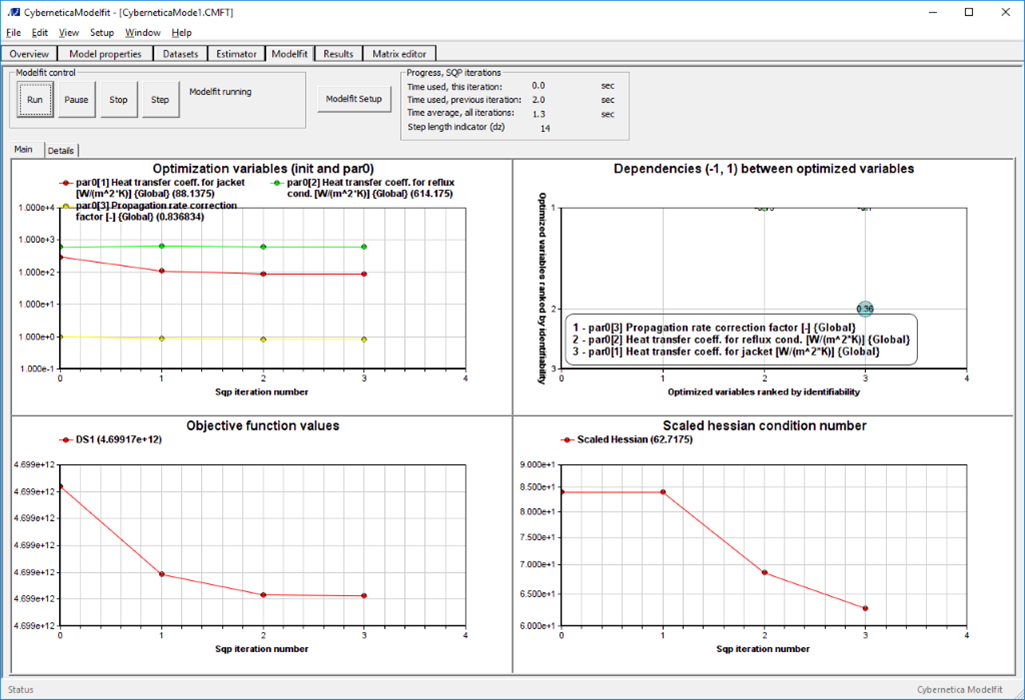 CyberneticaModelfit - [CyberneticaMode1.CMFT]
File Edit View Setup Window Help
Overview Model properties Datasets Estimator Modelfit Results Matrix editor
Modelfit control
Run Pause Stop Step
Modelfit running
Modelfit Setup
Progress, SQP iterations
Time used, this iteration: 0.0 sec
Time used, previous iteration: 2.0 sec
Time average, all iterations: 1.3 sec
Step length indicator (dz) 14
Main Details
Optimization variables (init and par0)
par0[1] Heat transfer coeff. for jacket
[W/(m^2*K)] {Global} (88.1375)
par0[2] Heat transfer coeff. for reflux
cond. [W/(m^2*K)] {Global} (614.175)
par0[3] Propagation rate correction
factor [-] {Global} (0.836834)
1.000e+4
1.000e+3
1.000e+2
1.000e+1
1.000e+0
1.000e-1
0 1 2 3 4
Sqp iteration number
Dependencies (-1, 1) between optimized variables
Optimized variables ranked by identifiability
1
2
3
0.36
1 - par0[3] Propagation rate correction factor [-] {Global}
2 - par0[2] Heat transfer coeff. for reflux cond. [W/(m^2*K)] {Global}
3 - par0[1] Heat transfer coeff. for jacket [W/(m^2*K)] {Global}
0 1 2 3 4
Optimized variables ranked by identifiability
Objective function values
DS1 (4.69917e+12)
4.699e+12
4.699e+12
4.699e+12
4.699e+12
4.699e+12
4.699e+12
4.699e+12
0 1 2 3 4
Sqp iteration number
Scaled hessian condition number
Scaled Hessian (62.7175)
9.000e+1
8.500e+1
8.000e+1
7.500e+1
7.000e+1
6.500e+1
6.000e+1
0 1 2 3 4
Sqp iteration number
Status
Cybernetica Modelfit